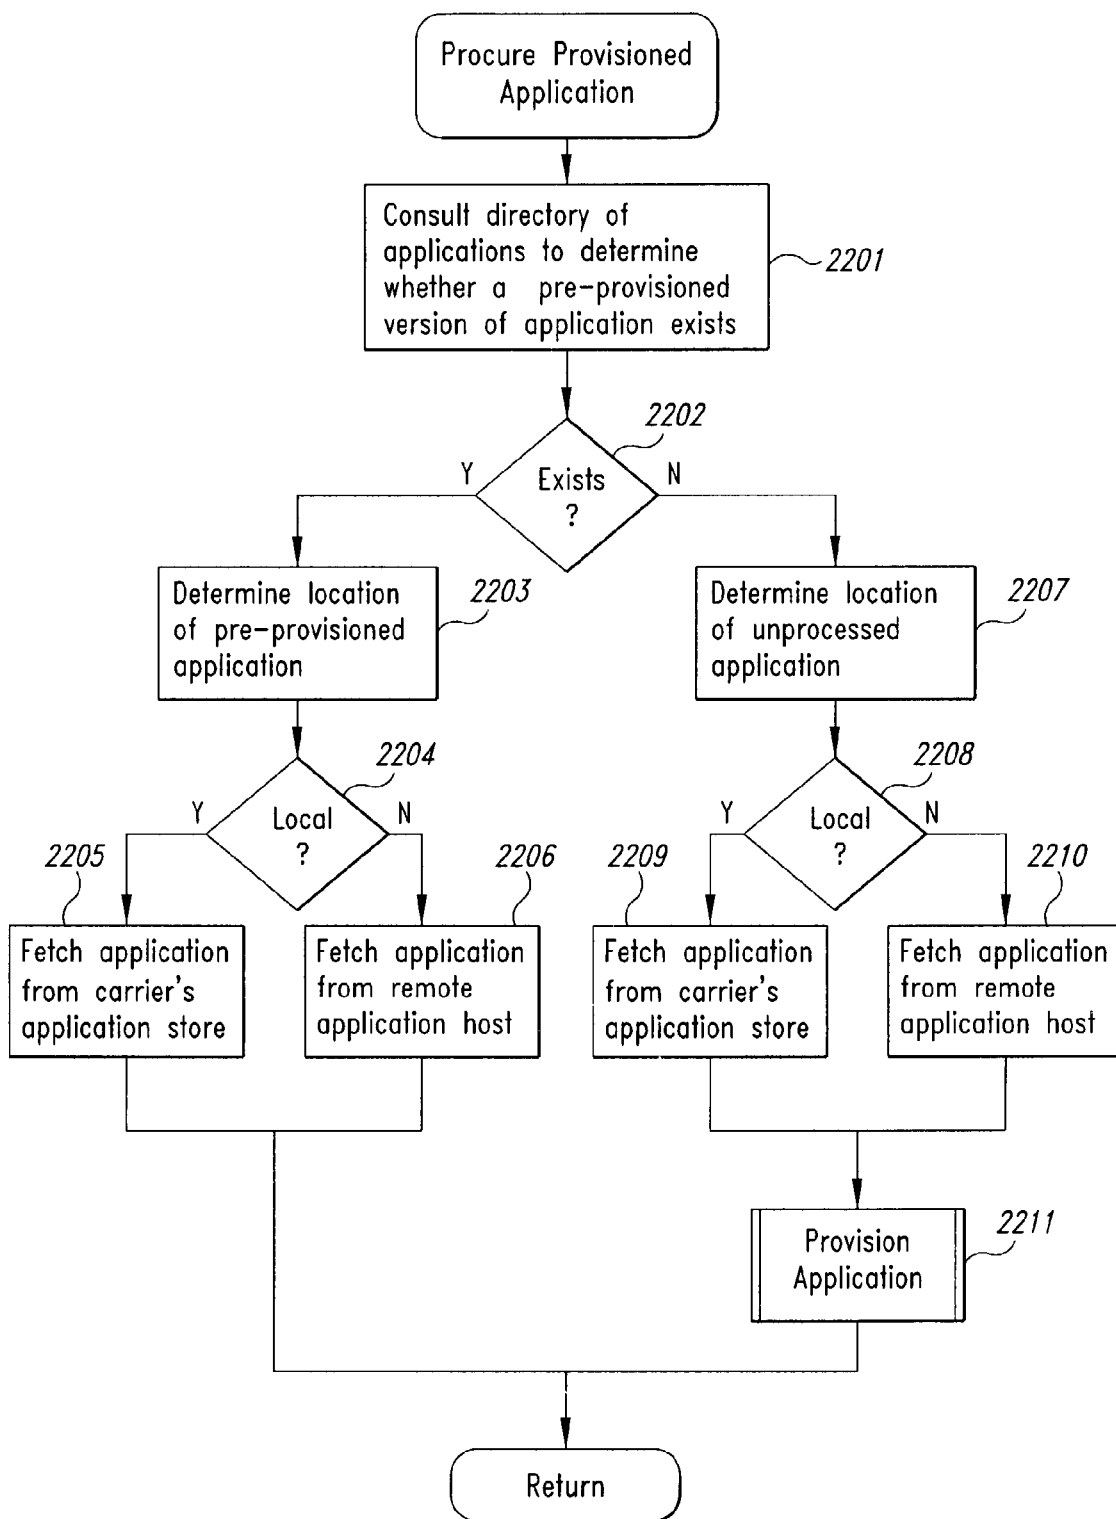 Procure Provisioned
Application
Consult directory of
applications to determine
whether a pre-provisioned
version of application exists
2201
2202
Y
Exists
?
N
Determine location
of pre-provisioned
application
2203
Determine location
of unprocessed
application
2207
2204
Y
Local
?
N
2208
Y
Local
?
N
2205
Fetch application
from carrier's
application store
2206
Fetch application
from remote
application host
2209
Fetch application
from carrier's
application store
2210
Fetch application
from remote
application host
Provision
Application
2211
Return